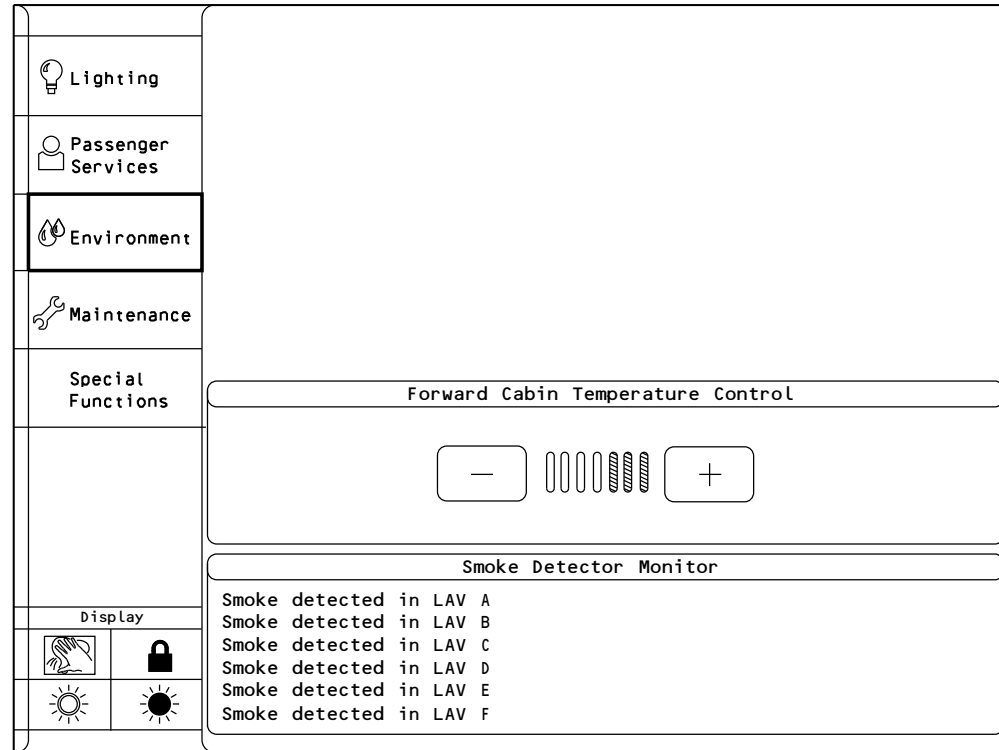 Lighting
Passenger
Services
Environment
Maintenance
Special
Functions
Display
Forward Cabin Temperature Control
− +
Smoke Detector Monitor
Smoke detected in LAV A
Smoke detected in LAV B
Smoke detected in LAV C
Smoke detected in LAV D
Smoke detected in LAV E
Smoke detected in LAV F